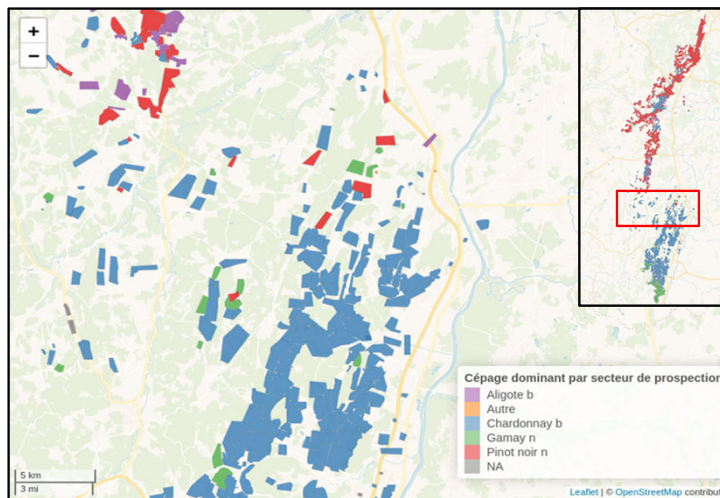 +
−
Cépage dominant par secteur de prospection
Aligote b
Autre
Chardonnay b
Gamay n
Pinot noir n
NA
5 km
3 mi
Leaflet | © OpenStreetMap contribut